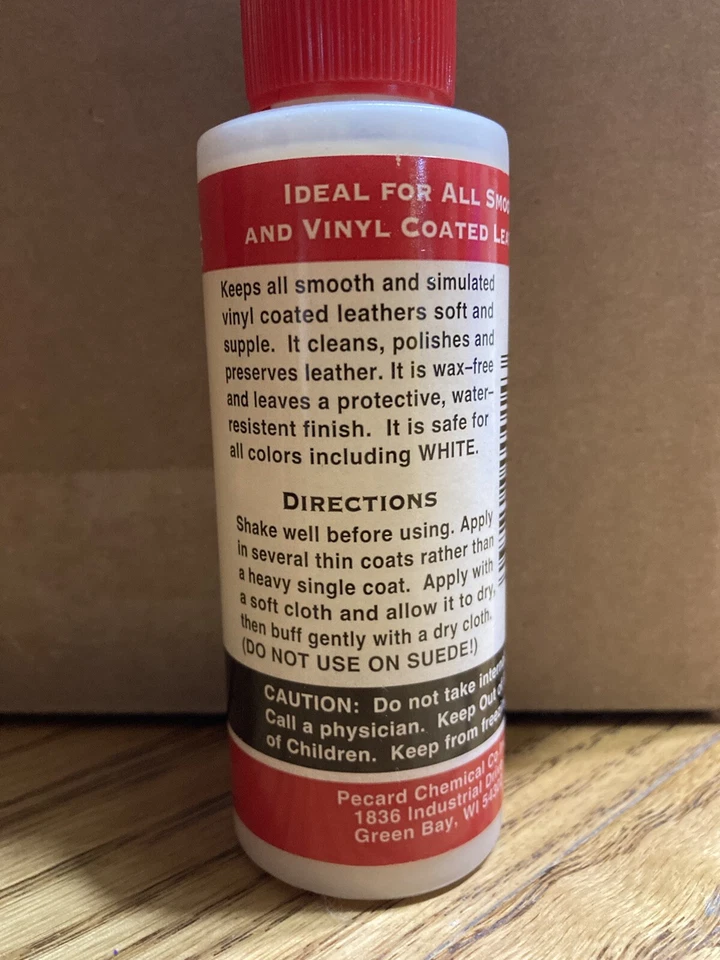 IDEAL FOR ALL
AND VINYL COATED
Keeps all smooth and simulated
vinyl coated leathers soft and
supple. It cleans, polishes and
preserves leather. It is wax-free
and leaves a protective, water-
resistent finish. It is safe for
all colors including WHITE.
DIRECTIONS
Shake well before using. Apply
in several thin coats rather than
a heavy single coat. Apply with
a soft cloth and allow it to dry,
then buff gently with a dry cloth.
(DO NOT USE ON SUEDE!)
CAUTION: Do not take
Call a physician. Keep Out
of Children. Keep from
Pecard Chemical Co
1836 Industrial
Green Bay, WI